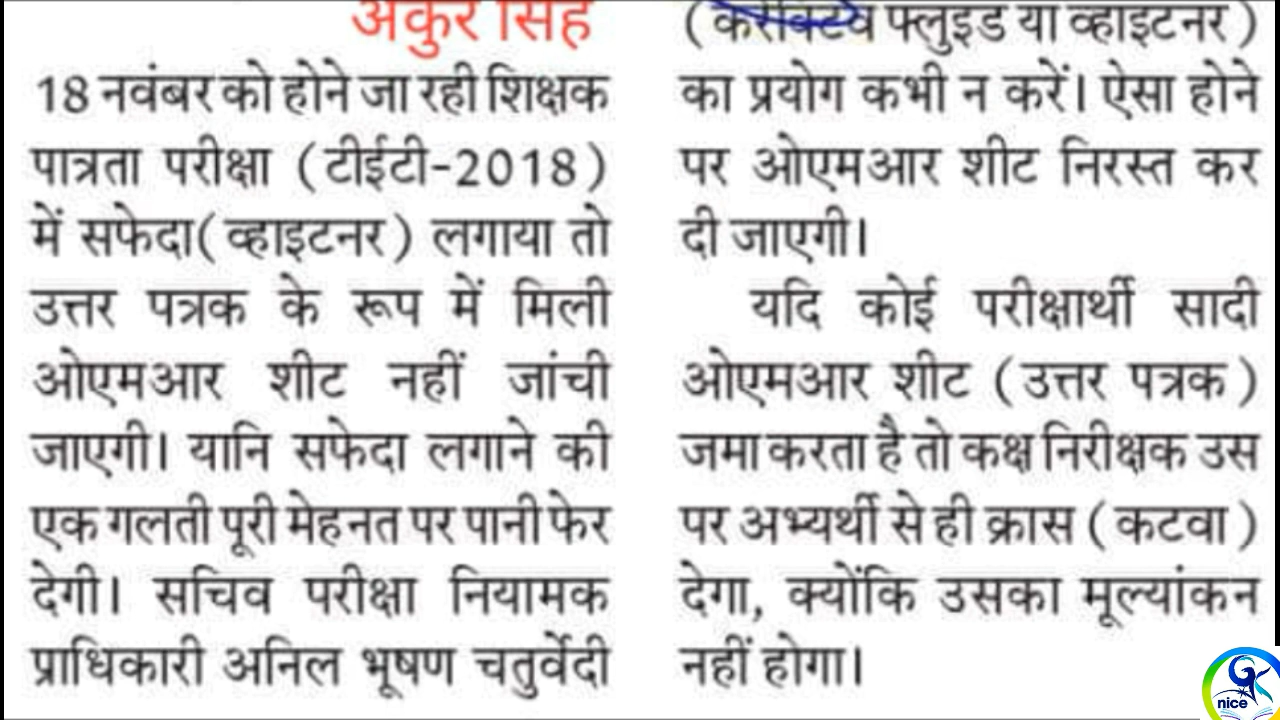 अंकुर सिंह
18 नवंबर को होने जा रही शिक्षक
पात्रता परीक्षा (टीईटी-2018)
में सफेदा(व्हाइटनर) लगाया तो
उत्तर पत्रक के रूप में मिली
ओएमआर शीट नहीं जांची
जाएगी। यानि सफेदा लगाने की
एक गलती पूरी मेहनत पर पानी फेर
देगी। सचिव परीक्षा नियामक
प्राधिकारी अनिल भूषण चतुर्वेदी
(करेक्टिव फ्लुइड या व्हाइटनर)
का प्रयोग कभी न करें। ऐसा होने
पर ओएमआर शीट निरस्त कर
दी जाएगी।
यदि कोई परीक्षार्थी सादी
ओएमआर शीट (उत्तर पत्रक)
जमा करता है तो कक्ष निरीक्षक उस
पर अभ्यर्थी से ही क्रास (कटवा)
देगा, क्योंकि उसका मूल्यांकन
नहीं होगा।
nice